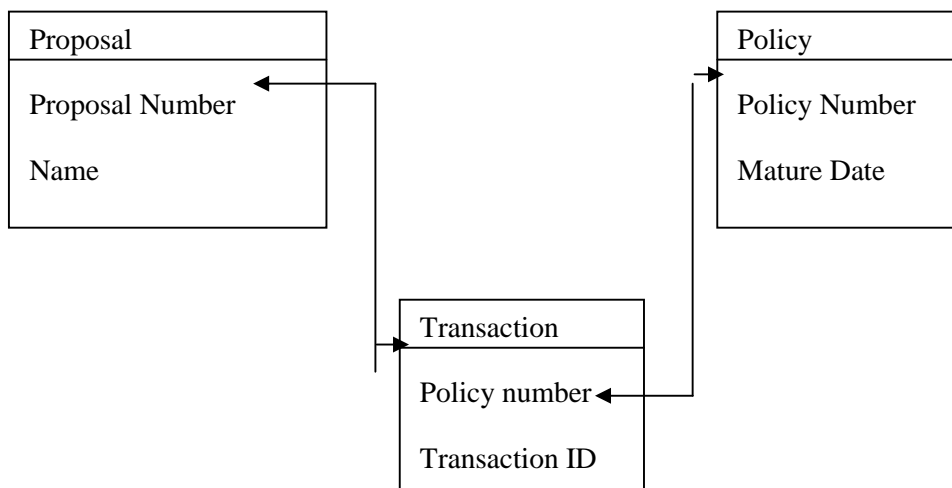 Proposal
Proposal Number
Name
Policy
Policy Number
Mature Date
Transaction
Policy number
Transaction ID